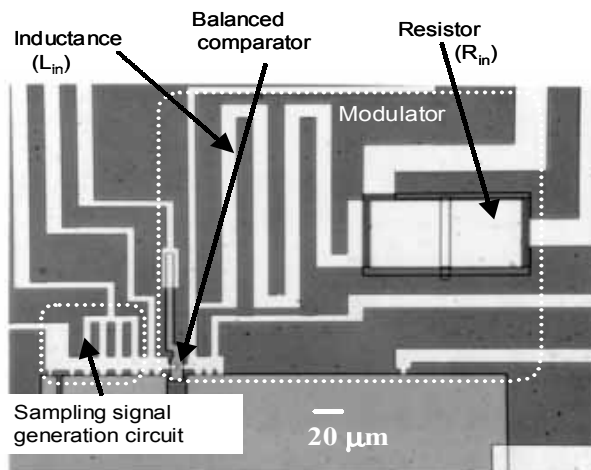 Balanced
comparator
Inductance
(Lin)
Resistor
(Rin)
Modulator
Sampling signal
generation circuit
20 µm